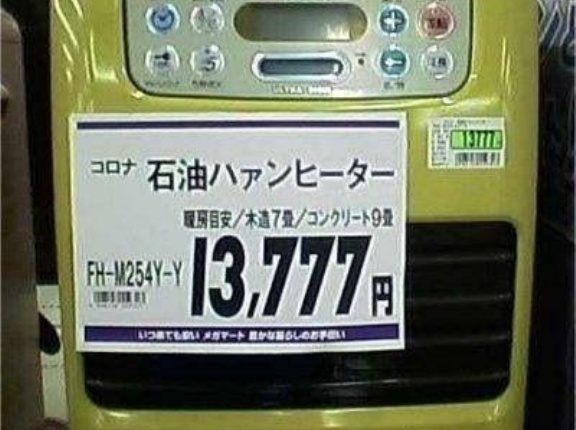 13,777
コロナ 石油ハァンヒーター
暖房目安/木造7畳/コンクリート9畳
FH-M254Y-Y
13,777円
いつ来ても安い メガマート 豊かな暮らしのお手伝い